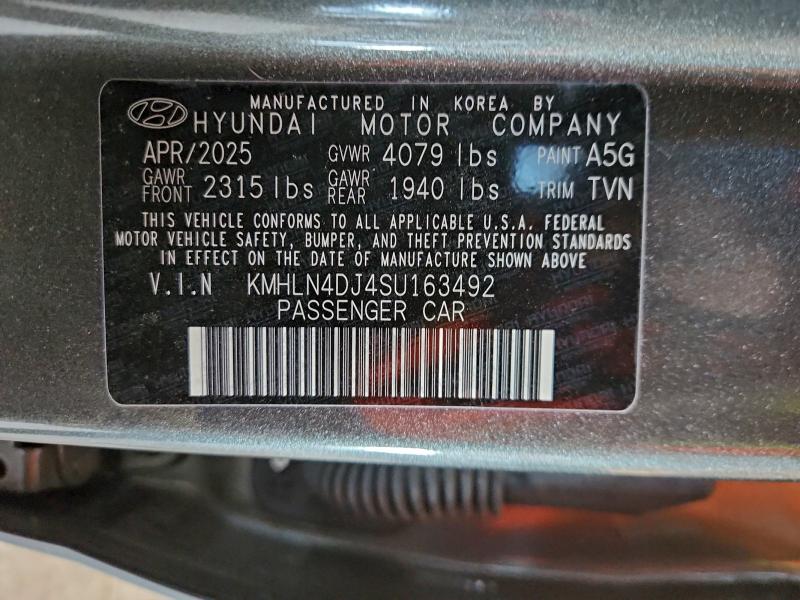 MANUFACTURED IN KOREA BY
HYUNDAI MOTOR COMPANY
APR/2025 GVWR 4079 lbs PAINT A5G
GAWR FRONT 2315 lbs GAWR REAR 1940 lbs TRIM TVN
THIS VEHICLE CONFORMS TO ALL APPLICABLE U.S.A. FEDERAL
MOTOR VEHICLE SAFETY, BUMPER, AND THEFT PREVENTION STANDARDS
IN EFFECT ON THE DATE OF MANUFACTURE SHOWN ABOVE
V.I.N KMHLN4DJ4SU163492
PASSENGER CAR